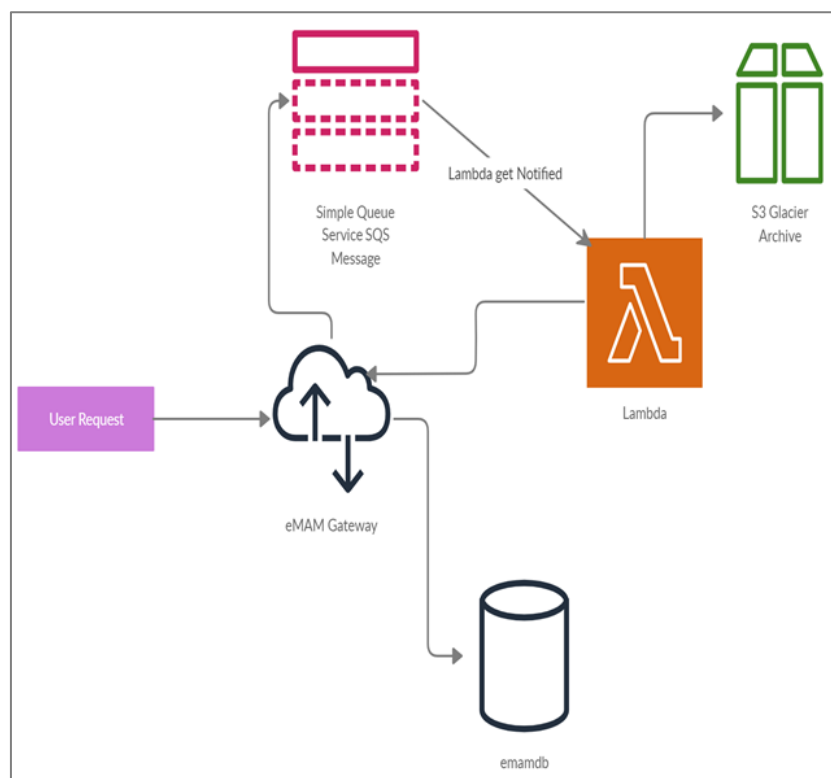 Simple Queue
Service SQS
Message
Lambda get Notified
S3 Glacier
Archive
Lambda
User Request
eMAM Gateway
emamdb